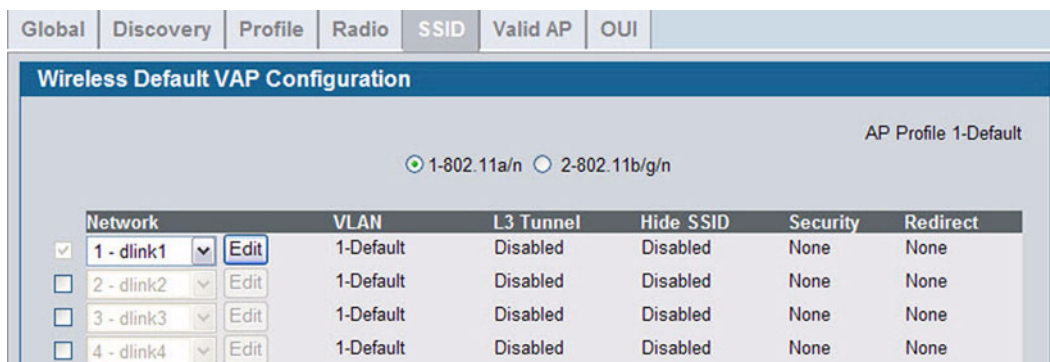 Global Discovery Profile Radio SSID Valid AP OUI
Wireless Default VAP Configuration
AP Profile 1-Default
1-802.11a/n 2-802.11b/g/n
Network VLAN L3 Tunnel Hide SSID Security Redirect
1 - dlink1 Edit 1-Default Disabled Disabled None None
2 - dlink2 Edit 1-Default Disabled Disabled None None
3 - dlink3 Edit 1-Default Disabled Disabled None None
4 - dlink4 Edit 1-Default Disabled Disabled None None